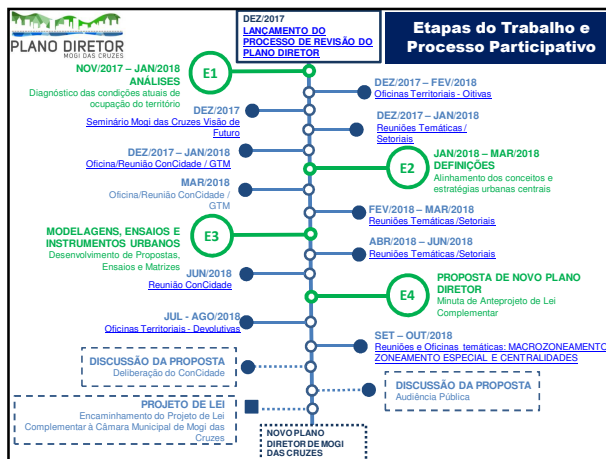 PLANO DIRETOR
MOGI DAS CRUZES
DEZ/2017
LANÇAMENTO DO
PROCESSO DE REVISÃO DO
PLANO DIRETOR
Etapas do Trabalho e
Processo Participativo
NOV/2017 – JAN/2018
ANÁLISES
Diagnóstico das condições atuais de
ocupação do território
E1
DEZ/2017 – FEV/2018
Oficinas Territoriais - Oitivas
DEZ/2017
Seminário Mogi das Cruzes Visão de
Futuro
DEZ/2017 – JAN/2018
Reuniões Temáticas /
Setoriais
DEZ/2017 – JAN/2018
Oficina/Reunião ConCidade / GTM
E2
JAN/2018 – MAR/2018
DEFINIÇÕES
Alinhamento dos conceitos e
estratégias urbanas centrais
MAR/2018
Oficina/Reunião ConCidade /
GTM
FEV/2018 – MAR/2018
Reuniões Temáticas /Setoriais
MODELAGENS, ENSAIOS E
INSTRUMENTOS URBANOS
Desenvolvimento de Propostas,
Ensaios e Matrizes
E3
ABR/2018 – JUN/2018
Reuniões Temáticas /Setoriais
JUN/2018
Reunião ConCidade
E4
PROPOSTA DE NOVO PLANO
DIRETOR
Minuta de Anteprojeto de Lei
Complementar
JUL - AGO/2018
Oficinas Territoriais - Devolutivas
SET – OUT/2018
Reuniões e Oficinas temáticas: MACROZONEAMENTO
ZONEAMENTO ESPECIAL E CENTRALIDADES
DISCUSSÃO DA PROPOSTA
Deliberação do ConCidade
DISCUSSÃO DA PROPOSTA
Audiência Pública
PROJETO DE LEI
Encaminhamento do Projeto de Lei
Complementar à Câmara Municipal de Mogi das
Cruzes
NOVO PLANO
DIRETOR DE MOGI
DAS CRUZES